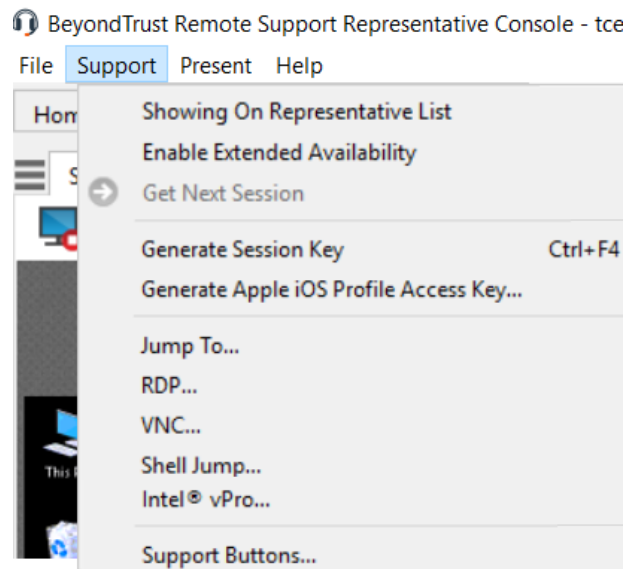 BeyondTrust Remote Support Representative Console - tce
File Support Present Help
Hom
Showing On Representative List
Enable Extended Availability
S
Get Next Session
Generate Session Key Ctrl+F4
Generate Apple iOS Profile Access Key...
Jump To...
RDP...
VNC...
This
Shell Jump...
Intel® vPro...
Support Buttons...